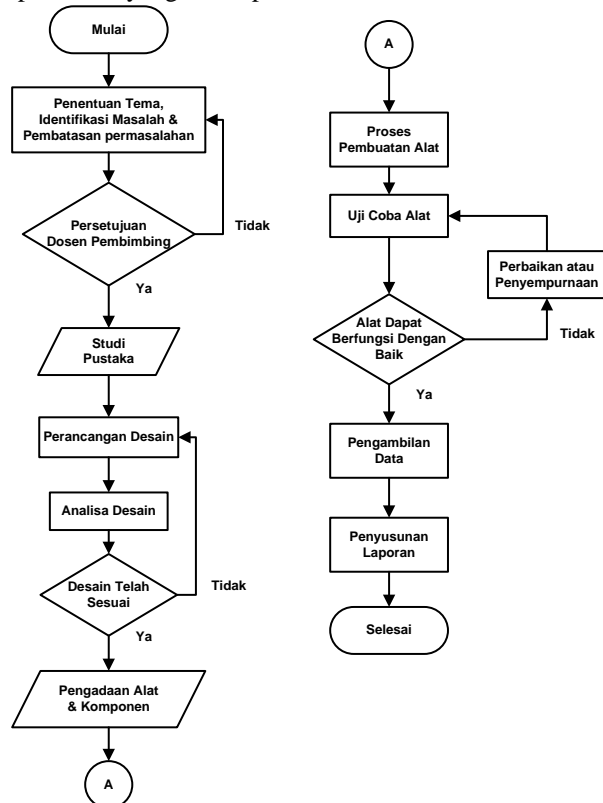 Mulai
Penentuan Tema,
Identifikasi Masalah &
Pembatasan permasalahan
Persetujuan
Dosen Pembimbing
Tidak
Ya
Studi
Pustaka
Perancangan Desain
Analisa Desain
Desain Telah
Sesuai
Tidak
Ya
Pengadaan Alat
& Komponen
A
A
Proses
Pembuatan Alat
Uji Coba Alat
Perbaikan atau
Penyempurnaan
Alat Dapat
Berfungsi Dengan
Baik
Tidak
Ya
Pengambilan
Data
Penyusunan
Laporan
Selesai